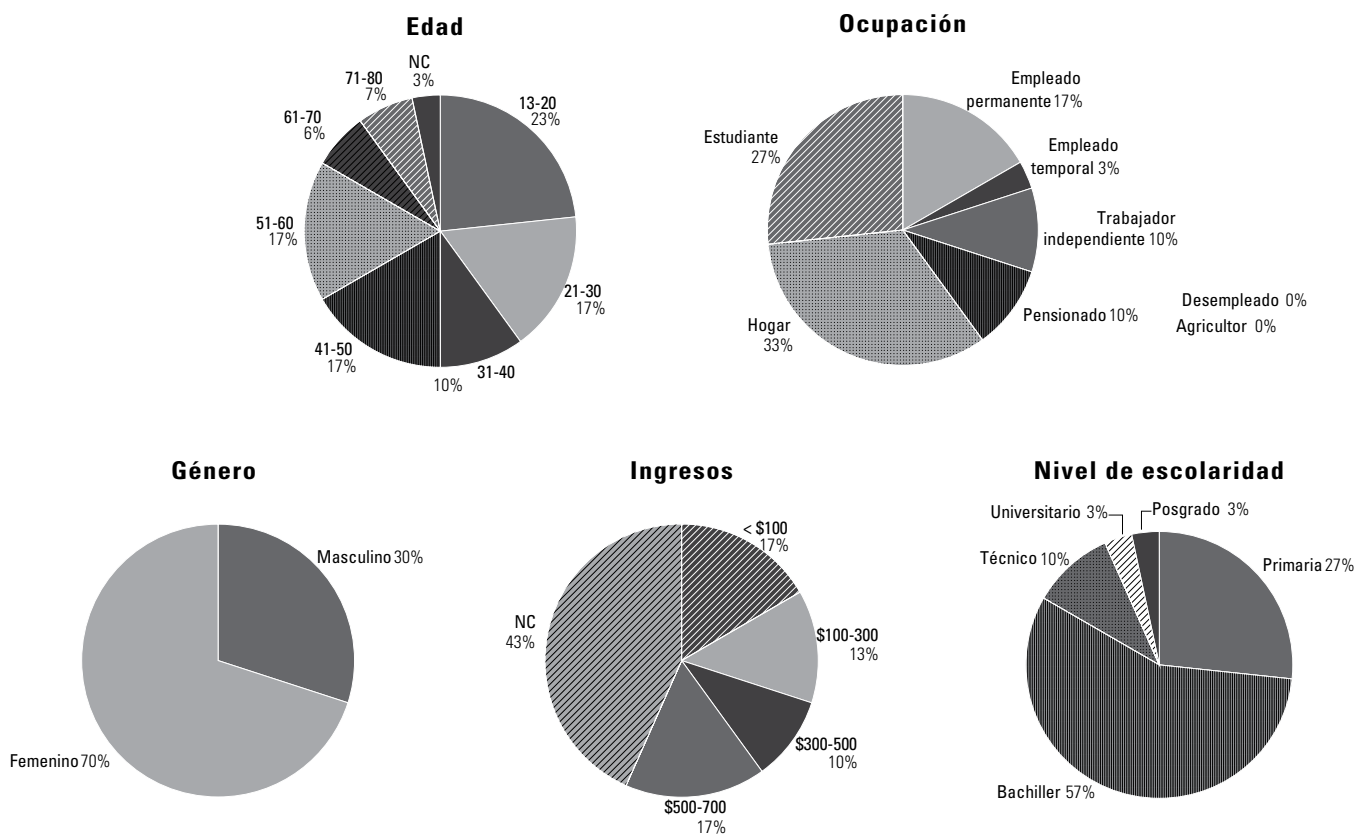 Edad
NC
3%
13-20
23%
21-30
17%
31-40
10%
41-50
17%
51-60
17%
61-70
6%
71-80
7%
Ocupación
Empleado
permanente 17%
Empleado
temporal 3%
Trabajador
independiente 10%
Pensionado 10%
Desempleado 0%
Agricultor 0%
Hogar
33%
Estudiante
27%
Género
Masculino 30%
Femenino 70%
Ingresos
< $100
17%
$100-300
13%
$300-500
10%
$500-700
17%
NC
43%
Nivel de escolaridad
Universitario 3%
Posgrado 3%
Técnico 10%
Primaria 27%
Bachiller 57%